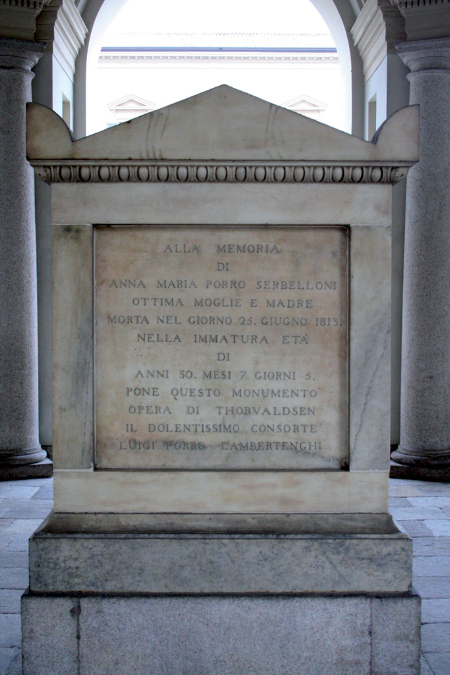 ALLA MEMORIA
DI
ANNA MARIA PORRO SERBELLONI
OTTIMA MOGLIE E MADRE
MORTA NEL GIORNO 25. GIUGNO 1815.
NELLA IMMATURA ETÀ
DI
ANNI 30. MESI 7. GIORNI 5.
PONE QUESTO MONUMENTO
OPERA DI THORVALDSEN
IL DOLENTISSIMO CONSORTE
LUIGI PORRO LAMBERTENGHI